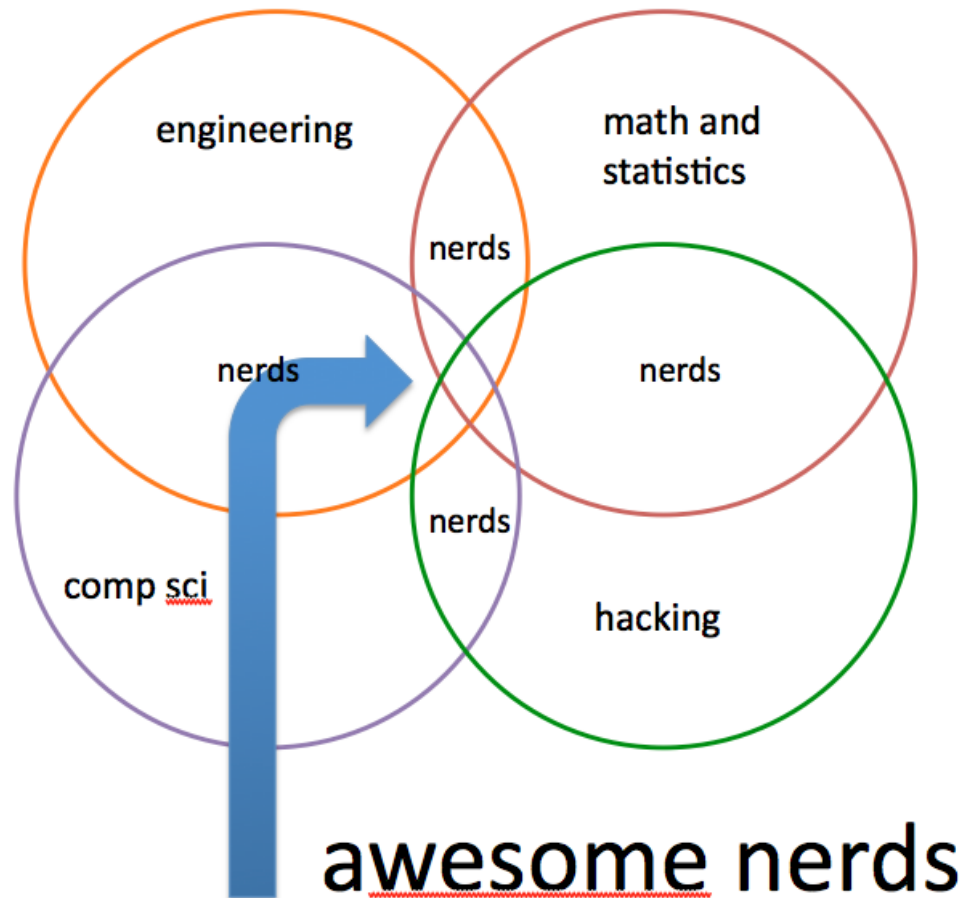 engineering
math and
statistics
nerds
nerds
nerds
nerds
comp sci
hacking
awesome nerds